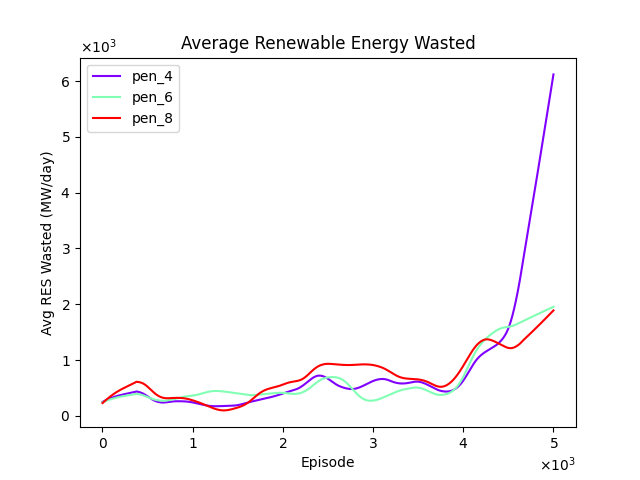 Average Renewable Energy Wasted
×10³
pen_4
pen_6
pen_8
Avg RES Wasted (MW/day)
6
5
4
3
2
1
0
0 1 2 3 4 5
Episode
×10³